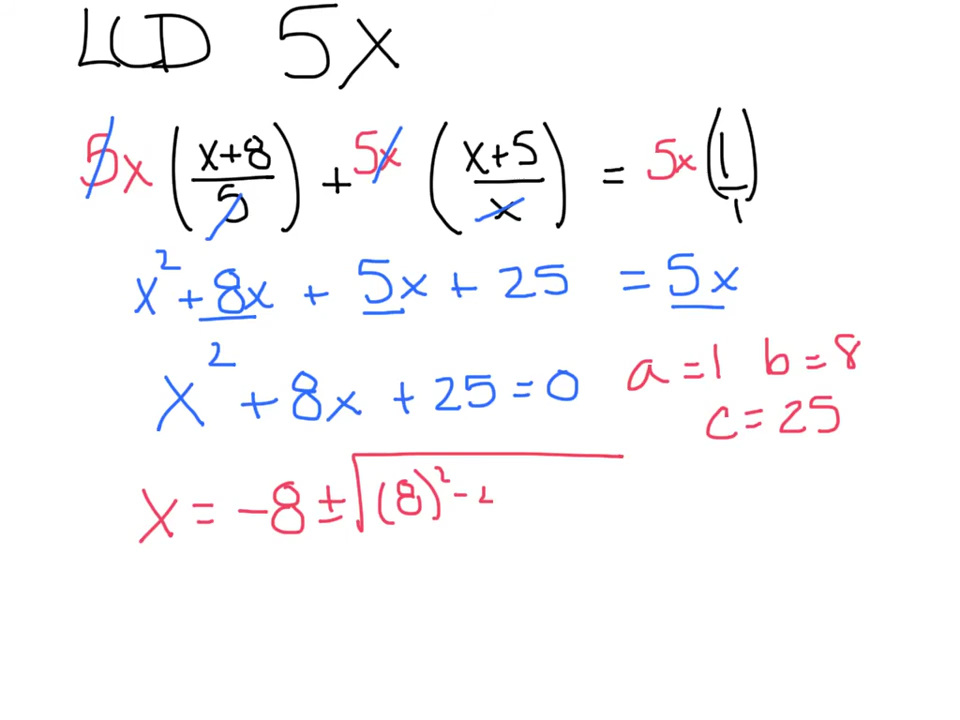 LCD 5x
5x (x+8/5) + 5x (x+5/x) = 5x (1/1)
x² + 8x + 5x + 25 = 5x
x² + 8x + 25 = 0 a = 1 b = 8
c = 25
x = -8 ± √(8)² -